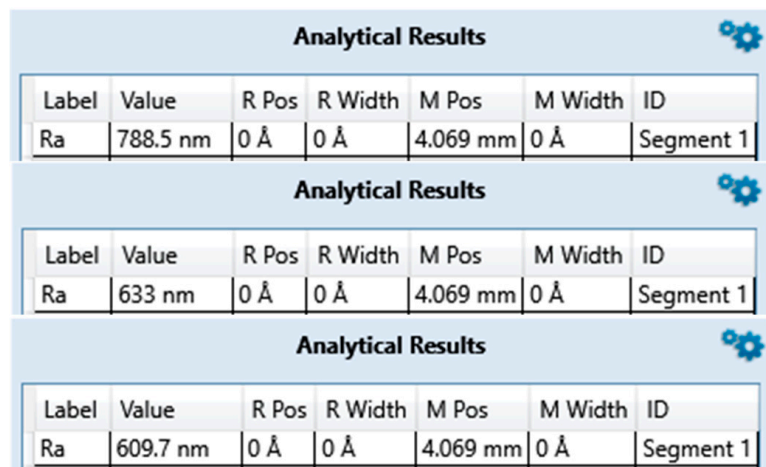 Analytical Results
Label Value R Pos R Width M Pos M Width ID
Ra 788.5 nm 0 Å 0 Å 4.069 mm 0 Å Segment 1
Analytical Results
Label Value R Pos R Width M Pos M Width ID
Ra 633 nm 0 Å 0 Å 4.069 mm 0 Å Segment 1
Analytical Results
Label Value R Pos R Width M Pos M Width ID
Ra 609.7 nm 0 Å 0 Å 4.069 mm 0 Å Segment 1